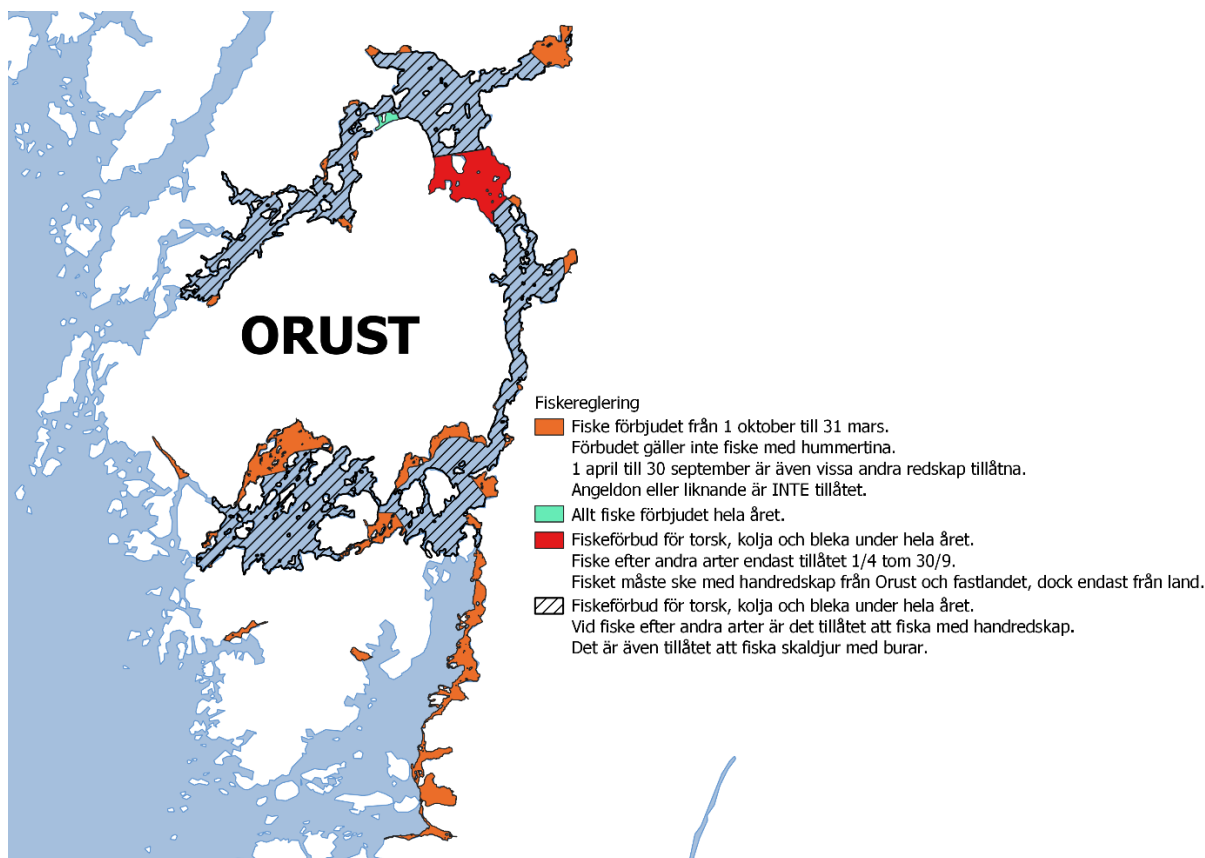 ORUST
Fiskereglering
Fiske förbjudet från 1 oktober till 31 mars.
Förbudet gäller inte fiske med hummertina.
1 april till 30 september är även vissa andra redskap tillåtna.
Angeldon eller liknande är INTE tillåtet.
Allt fiske förbjudet hela året.
Fiskeförbud för torsk, kolja och bleka under hela året.
Fiske efter andra arter endast tillåtet 1/4 tom 30/9.
Fisket måste ske med handredskap från Orust och fastlandet, dock endast från land.
Fiskeförbud för torsk, kolja och bleka under hela året.
Vid fiske efter andra arter är det tillåtet att fiska med handredskap.
Det är även tillåtet att fiska skaldjur med burar.